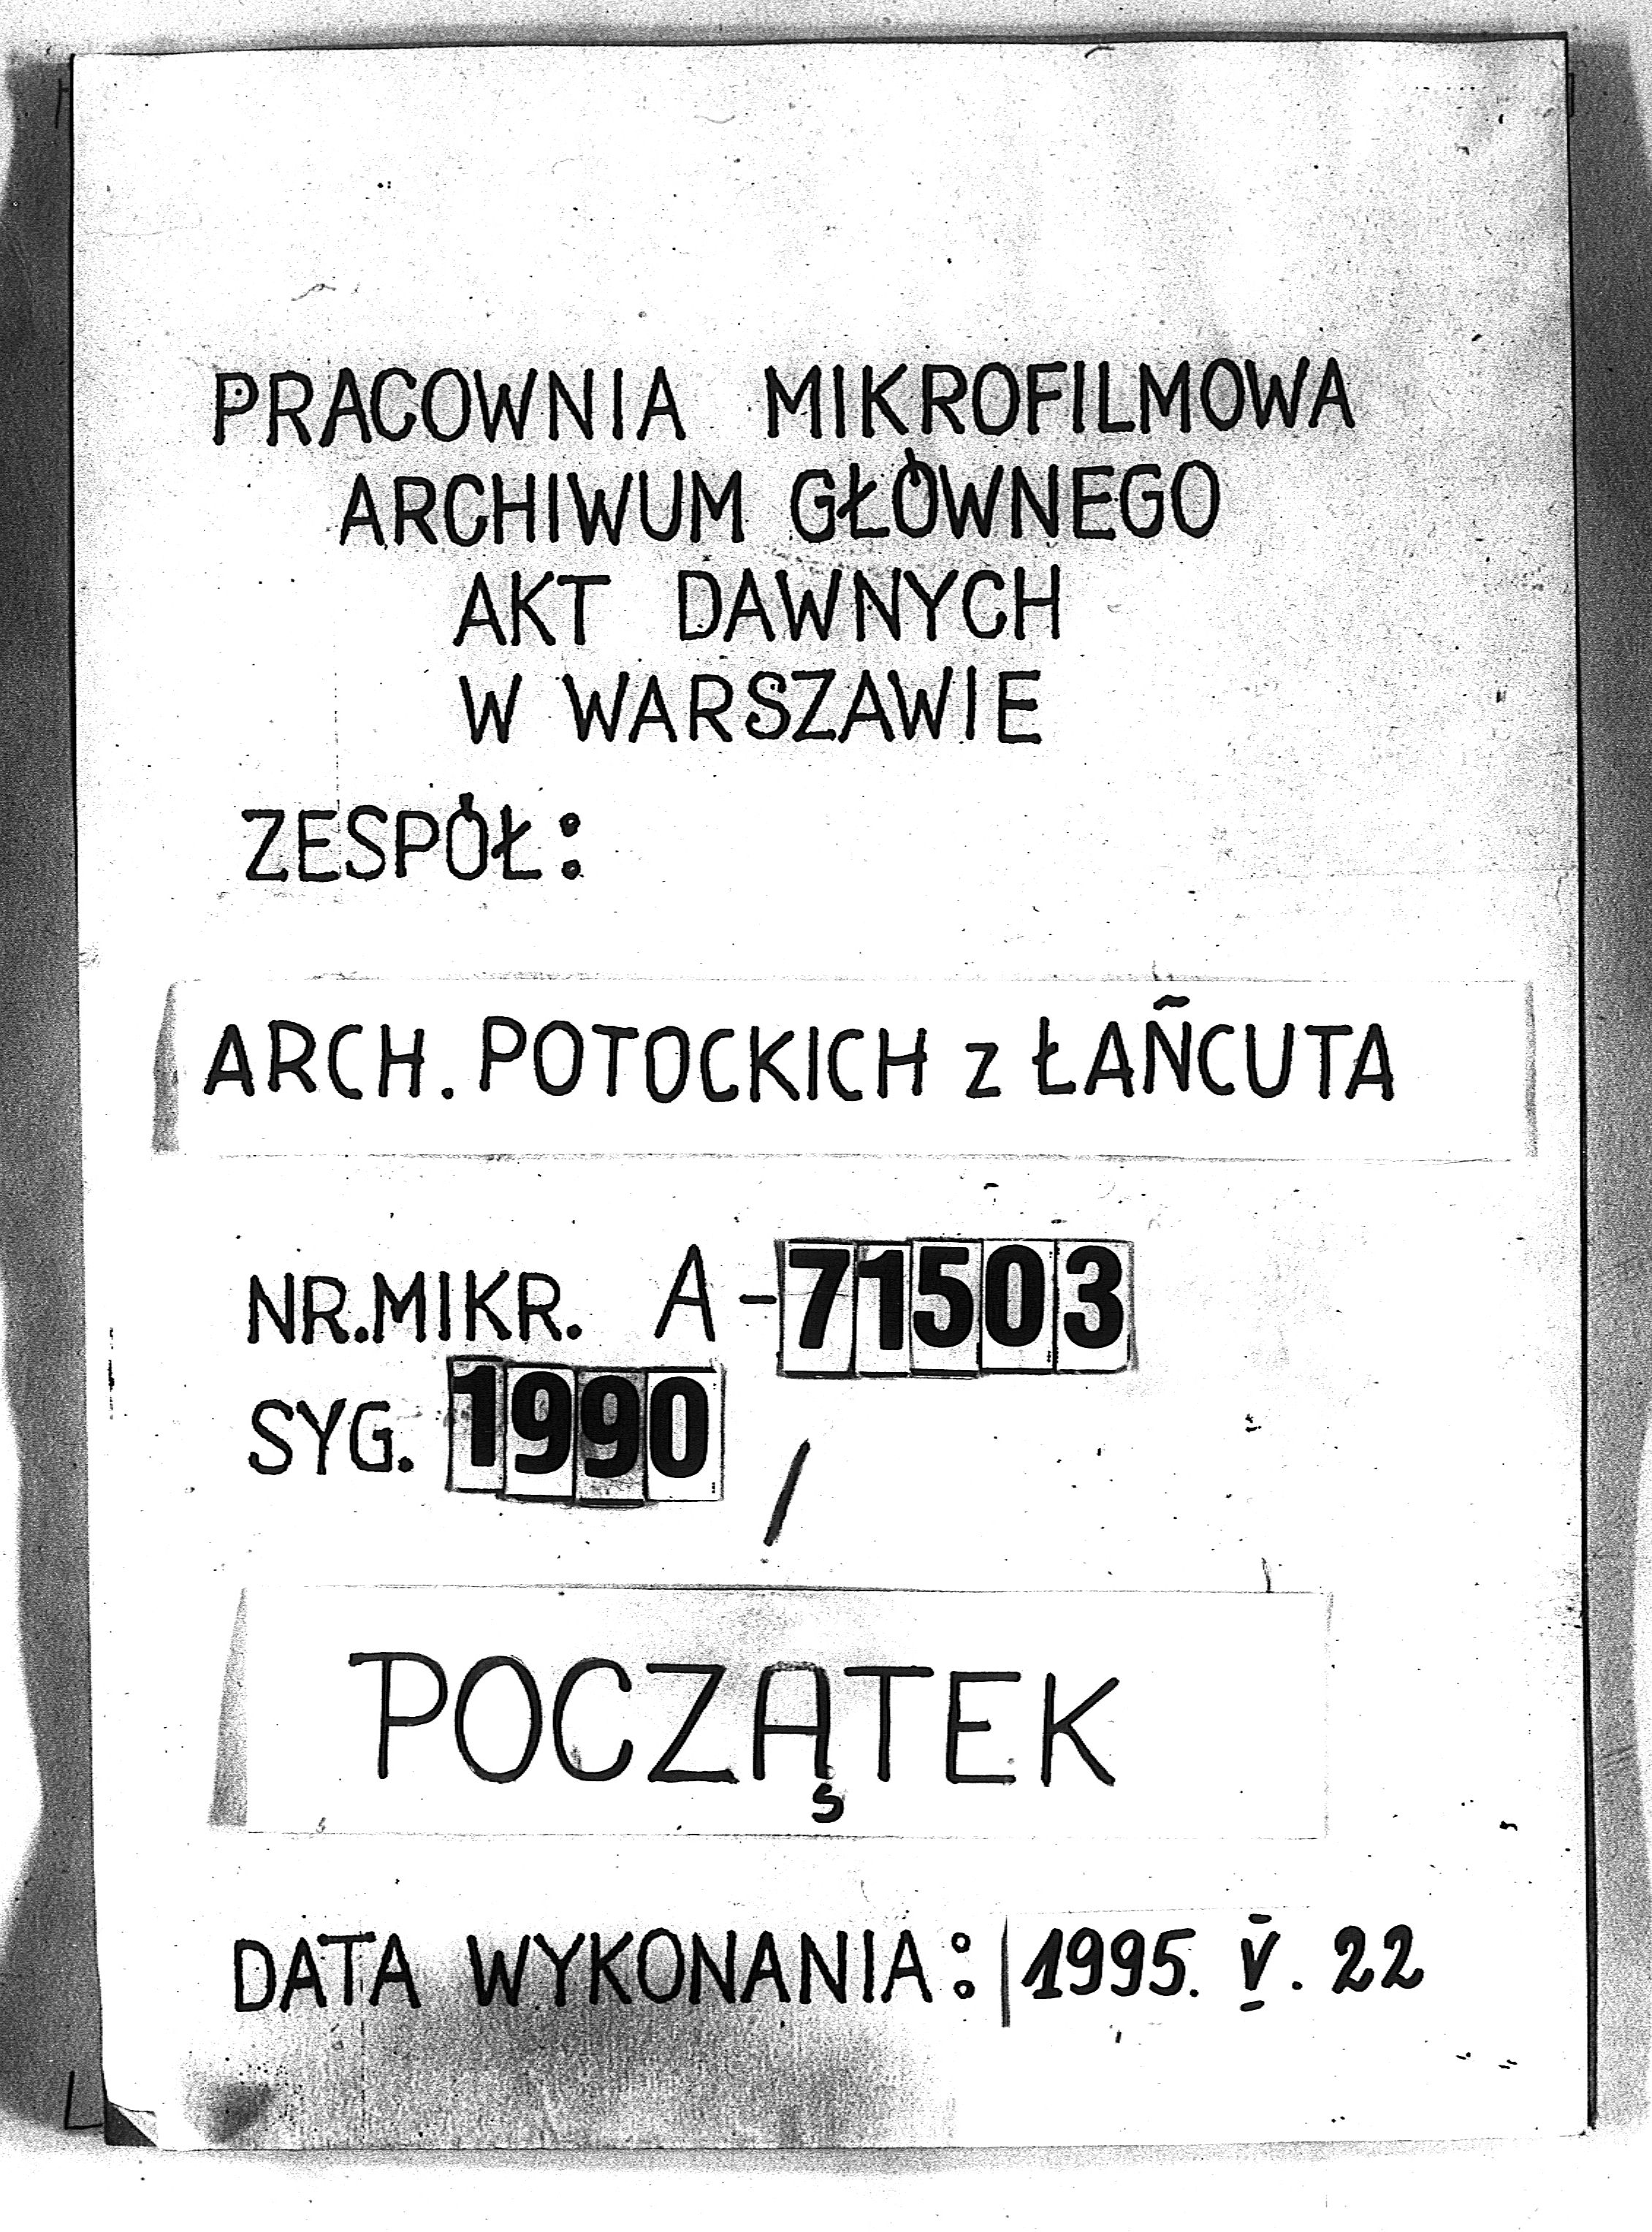 PRACOWNIA MIKROFILMOWA
ARCHIWUM GŁÓWNEGO
AKT DAWNYCH
W WARSZAWIE
ZESPÓŁ:
ARCH. POTOCKICH z ŁAŃCUTA
NR.MIKR. A-71503
SYG. 1990 /
POCZĄTEK
DATA WYKONANIA: 1995. V. 22